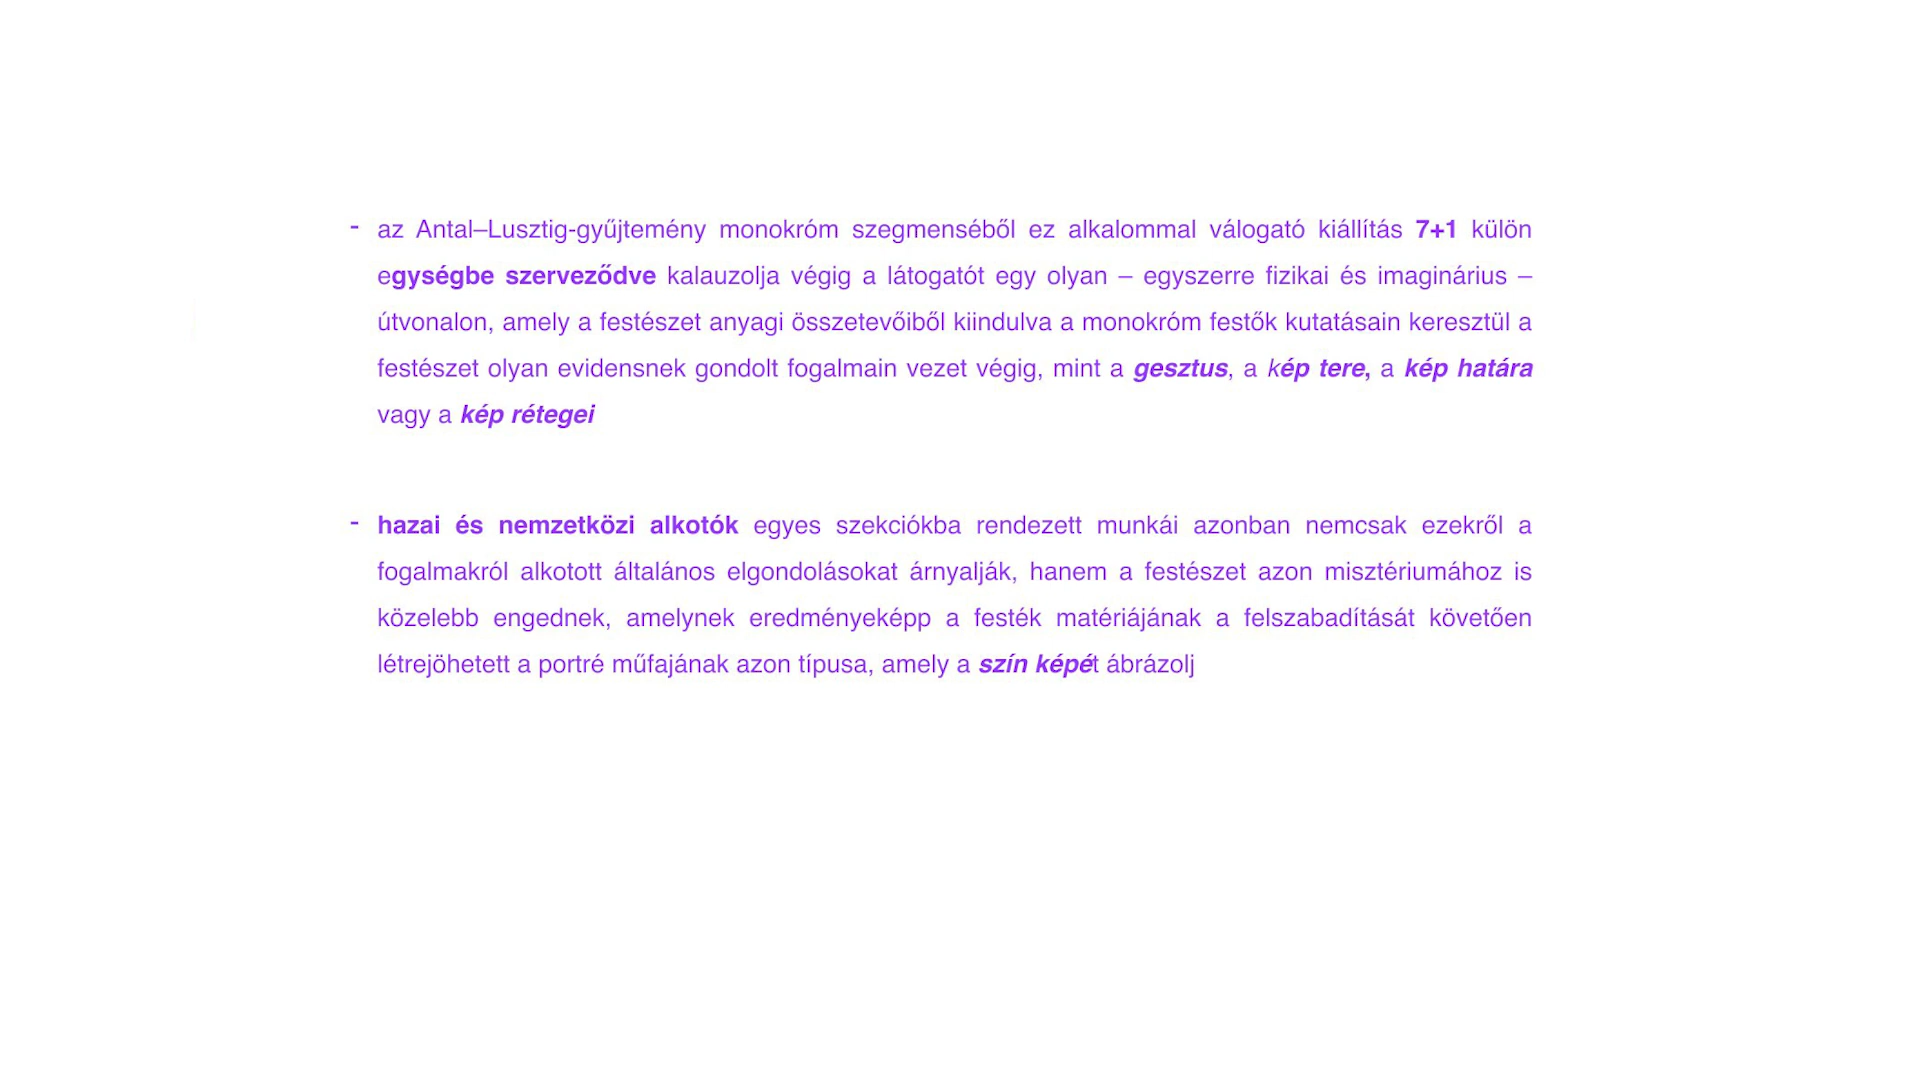 - az Antal–Lusztig-gyűjtemény monokróm szegmenséből ez alkalommal válogató kiállítás 7+1 külön
egységbe szerveződve kalauzolja végig a látogatót egy olyan – egyszerre fizikai és imaginárius –
útvonalon, amely a festészet anyagi összetevőiből kiindulva a monokróm festők kutatásain keresztül a
festészet olyan evidensnek gondolt fogalmain vezet végig, mint a gesztus, a kép tere, a kép határa
vagy a kép rétegei
- hazai és nemzetközi alkotók egyes szekciókba rendezett munkái azonban nemcsak ezekről a
fogalmakról alkotott általános elgondolásokat árnyalják, hanem a festészet azon misztériumához is
közelebb engednek, amelynek eredményeképp a festék matériájának a felszabadítását követően
létrejöhetett a portré műfajának azon típusa, amely a szín képét ábrázolj